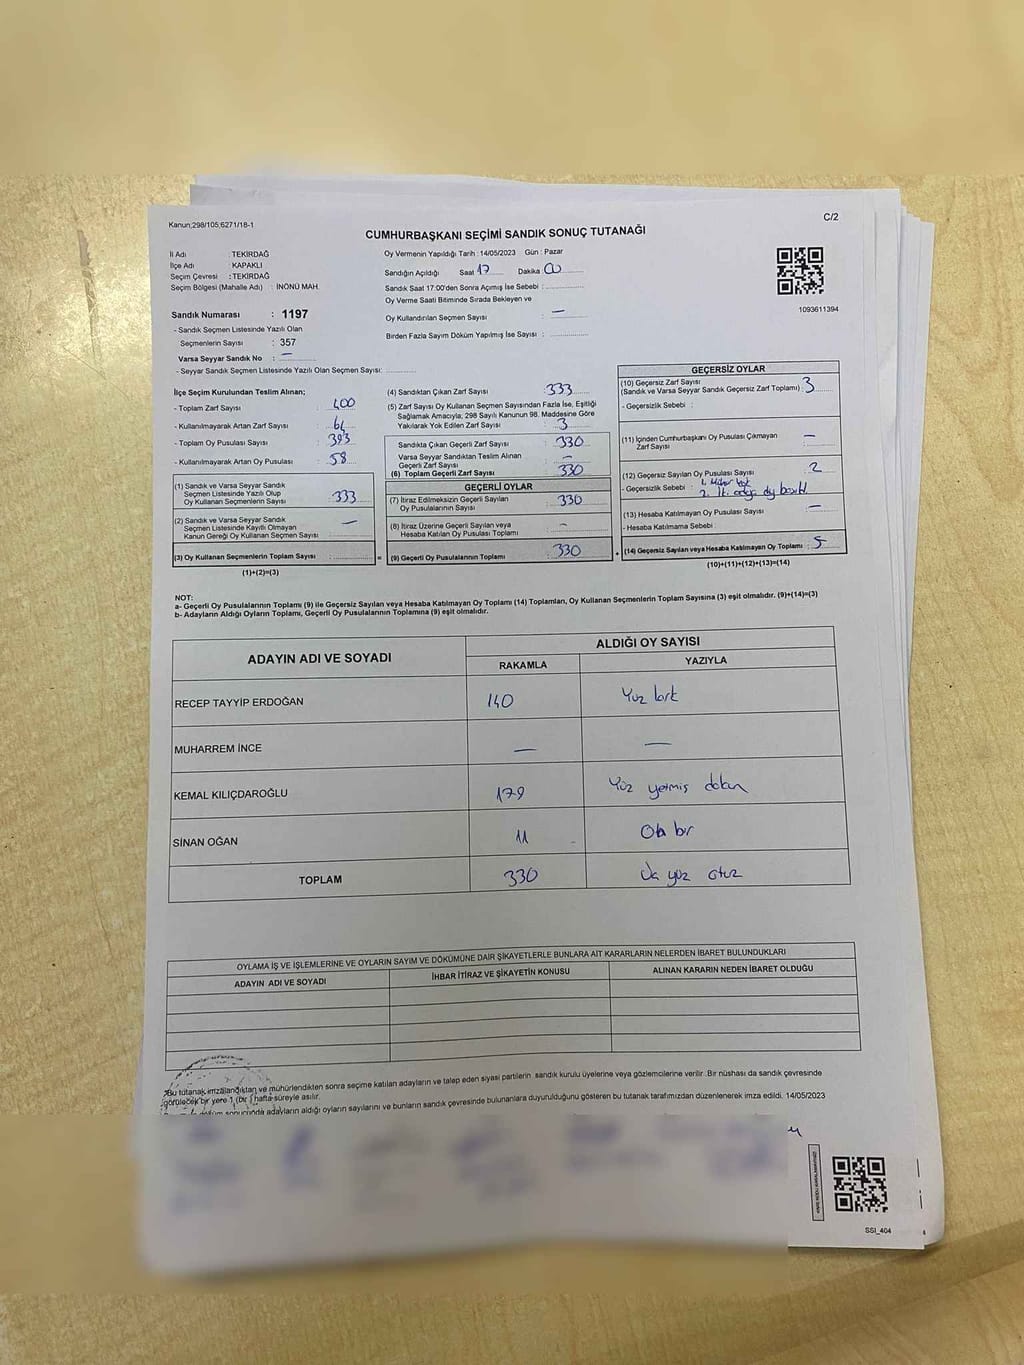 Kanun;298/105;6271/18-1
C/2
CUMHURBAŞKANI SEÇİMİ SANDIK SONUÇ TUTANAĞI
İl Adı : TEKİRDAĞ
İlçe Adı : KAPAKLI
Seçim Çevresi : TEKİRDAĞ
Seçim Bölgesi (Mahalle Adı) : İNÖNÜ MAH.
Sandık Numarası : 1197
- Sandık Seçmen Listesinde Yazılı Olan
Seçmenlerin Sayısı : 357
Varsa Seyyar Sandık No : —
- Seyyar Sandık Seçmen Listesinde Yazılı Olan Seçmen Sayısı:
Oy Vermenin Yapıldığı Tarih : 14/05/2023 Gün : Pazar
Sandığın Açıldığı Saat 17 Dakika : 00
Sandık Saat 17:00'den Sonra Açımış İse Sebebi :
Oy Verme Saati Bitiminde Sırada Bekleyen ve
Oy Kullandırılan Seçmen Sayısı : —
Birden Fazla Sayım Döküm Yapılmış İse Sayısı :
1093611394
İlçe Seçim Kurulundan Teslim Alınan;
- Toplam Zarf Sayısı : 400
- Kullanılmayarak Artan Zarf Sayısı : 64
- Toplam Oy Pusulası Sayısı : 393
- Kullanılmayarak Artan Oy Pusulası : 58
(1) Sandık ve Varsa Seyyar Sandık
Seçmen Listesinde Yazılı Olup
Oy Kullanan Seçmenlerin Sayısı : 333
(2) Sandık ve Varsa Seyyar Sandık
Seçmen Listesinde Kayıtlı Olmayan
Kanun Gereği Oy Kullanan Seçmen Sayısı : —
(3) Oy Kullanan Seçmenlerin Toplam Sayısı :
(1)+(2)=(3)
(4) Sandıktan Çıkan Zarf Sayısı : 333
(5) Zarf Sayısı Oy Kullanan Seçmen Sayısından Fazla İse, Eşitliği
Sağlamak Amacıyla; 298 Sayılı Kanunun 98. Maddesine Göre
Yakılarak Yok Edilen Zarf Sayısı : 3
Sandıkta Çıkan Geçerli Zarf Sayısı : 330
Varsa Seyyar Sandıktan Teslim Alınan
Geçerli Zarf Sayısı : —
(6) Toplam Geçerli Zarf Sayısı : 330
GEÇERLİ OYLAR
(7) İtiraz Edilmeksizin Geçerli Sayılan
Oy Pusulasının Sayısı : 330
(8) İtiraz Üzerine Geçerli Sayılan veya
Hesaba Katılan Oy Pusulası Toplamı : —
= (9) Geçerli Oy Pusulalarının Toplamı : 330
GEÇERSİZ OYLAR
(10) Geçersiz Zarf Sayısı
(Sandık ve Varsa Seyyar Sandık Geçersiz Zarf Toplamı) : 3
- Geçersizlik Sebebi :
(11) İçinden Cumhurbaşkanı Oy Pusulası Çıkmayan
Zarf Sayısı : —
(12) Geçersiz Sayılan Oy Pusulası Sayısı : 2
- Geçersizlik Sebebi : 1. Mühür yok
2. İki adaya oy basıldı
(13) Hesaba Katılmayan Oy Pusulası Sayısı : —
- Hesaba Katılmama Sebebi :
+ (14) Geçersiz Sayılan veya Hesaba Katılmayan Oy Toplamı : 5
(10)+(11)+(12)+(13)=(14)
NOT:
a- Geçerli Oy Pusulalarının Toplamı (9) ile Geçersiz Sayılan veya Hesaba Katılmayan Oy Toplamı (14) Toplamları, Oy Kullanan Seçmenlerin Toplam Sayısına (3) eşit olmalıdır. (9)+(14)=(3)
b- Adayların Aldığı Oyların Toplamı, Geçerli Oy Pusulalarının Toplamına (9) eşit olmalıdır.
ADAYIN ADI VE SOYADI
ALDIĞI OY SAYISI
RAKAMLA YAZIYLA
RECEP TAYYİP ERDOĞAN 140 Yüz kırk
MUHARREM İNCE — —
KEMAL KILIÇDAROĞLU 179 Yüz yetmiş dokuz
SİNAN OĞAN 11 On bir
TOPLAM 330 Üç yüz otuz
OYLAMA İŞ VE İŞLEMLERİNE VE OYLARIN SAYIM VE DÖKÜMÜNE DAİR ŞİKAYETLERLE BUNLARA AİT KARARLARIN NELERDEN İBARET BULUNDUKLARI
ADAYIN ADI VE SOYADI İHBAR İTİRAZ VE ŞİKAYETİN KONUSU ALINAN KARARIN NEDEN İBARET OLDUĞU
*Bu tutanak imzalandıktan ve mühürlendikten sonra seçime katılan adayların ve talep eden siyasi partilerin sandık kurulu üyelerine veya gözlemcilerine verilir. Bir nüshası da sandık çevresinde
görülecek bir yere 1 (bir ) hafta süreyle asılır.
döküm sonucunda adayların aldığı oyların sayılarını ve bunların sandık çevresinde bulunanlara duyurulduğunu gösteren bu tutanak tarafımızdan düzenlenerek imza edildi. 14/05/2023
SSI_404